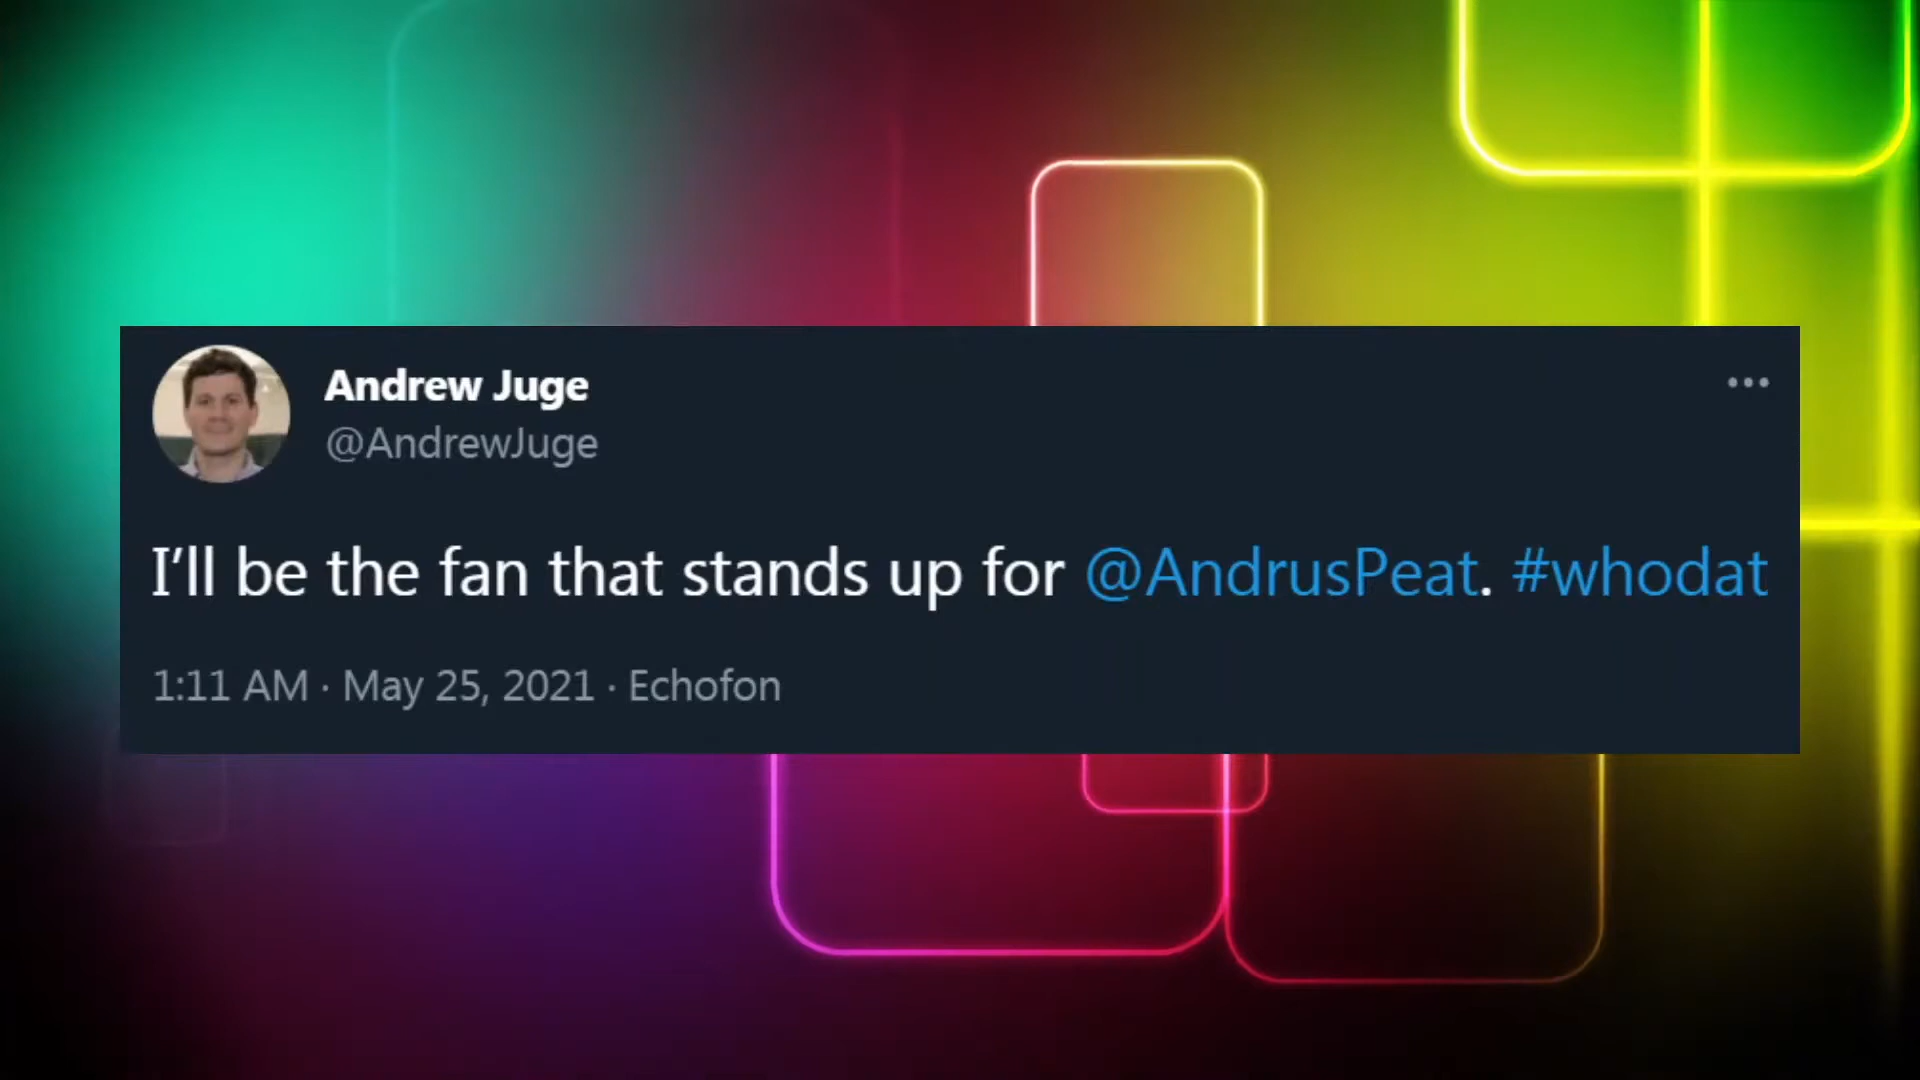 Andrew Juge
@AndrewJuge
I’ll be the fan that stands up for @AndrusPeat. #whodat
1:11 AM · May 25, 2021 · Echofon